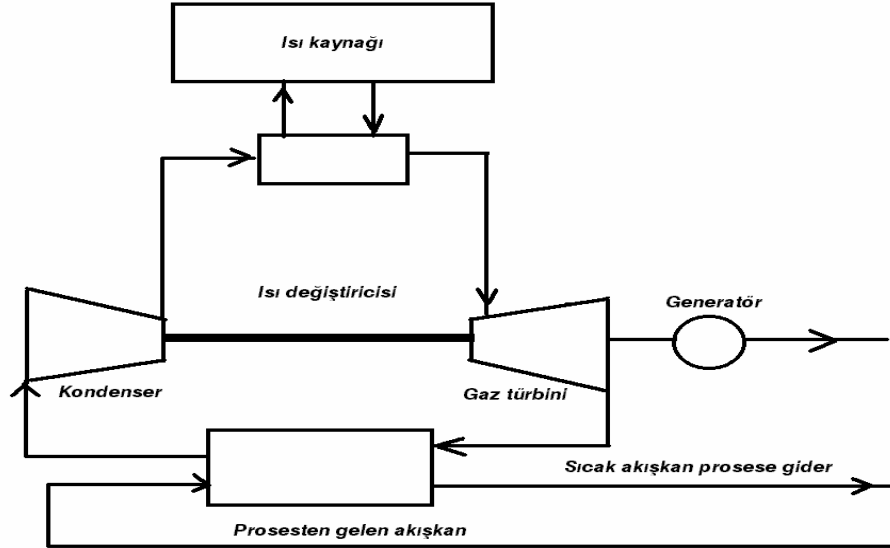 Isı kaynağı
Isı değiştiricisi
Generatör
Kondenser
Gaz türbini
Sıcak akışkan prosese gider
Prosesten gelen akışkan